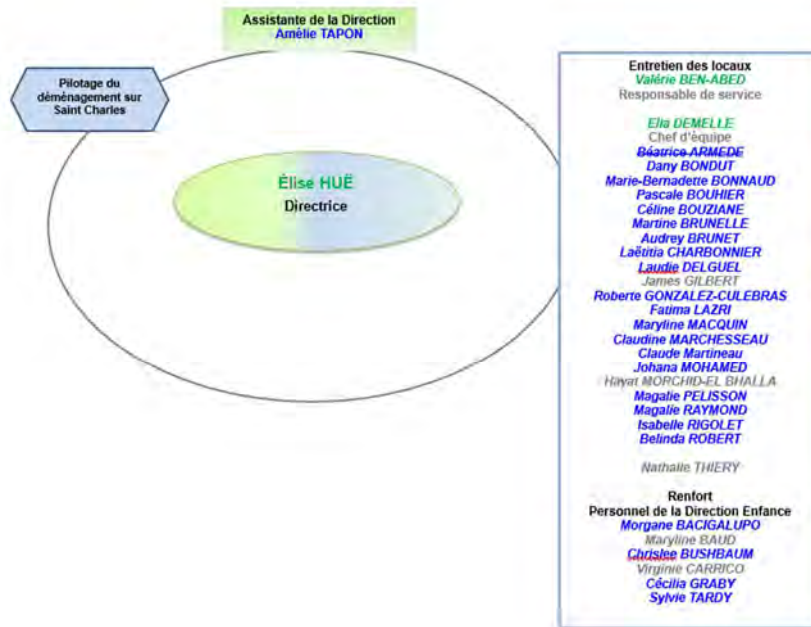 Assistante de la Direction
Amélie TAPON
Pilotage du
déménagement sur
Saint Charles
Élise HUË
Directrice
Entretien des locaux
Valérie BEN-ABED
Responsable de service
Elia DEMELLE
Chef d'équipe
Béatrice ARMEDE
Dany BONDUT
Marie-Bernadette BONNAUD
Pascale BOUHIER
Céline BOUZIANE
Martine BRUNELLE
Audrey BRUNET
Laëtitia CHARBONNIER
Laudie DELGUEL
James GILBERT
Roberte GONZALEZ-CULEBRAS
Fatima LAZRI
Maryline MACQUIN
Claudine MARCHESSEAU
Claude Martineau
Johana MOHAMED
Hayat MORCHID-EL BHALLA
Magalie PELISSON
Magalie RAYMOND
Isabelle RIGOLET
Belinda ROBERT
Nathalie THIERY
Renfort
Personnel de la Direction Enfance
Morgane BACIGALUPO
Maryline BAUD
Chrislee BUSHBAUM
Virginie CARRICO
Cécilia GRABY
Sylvie TARDY